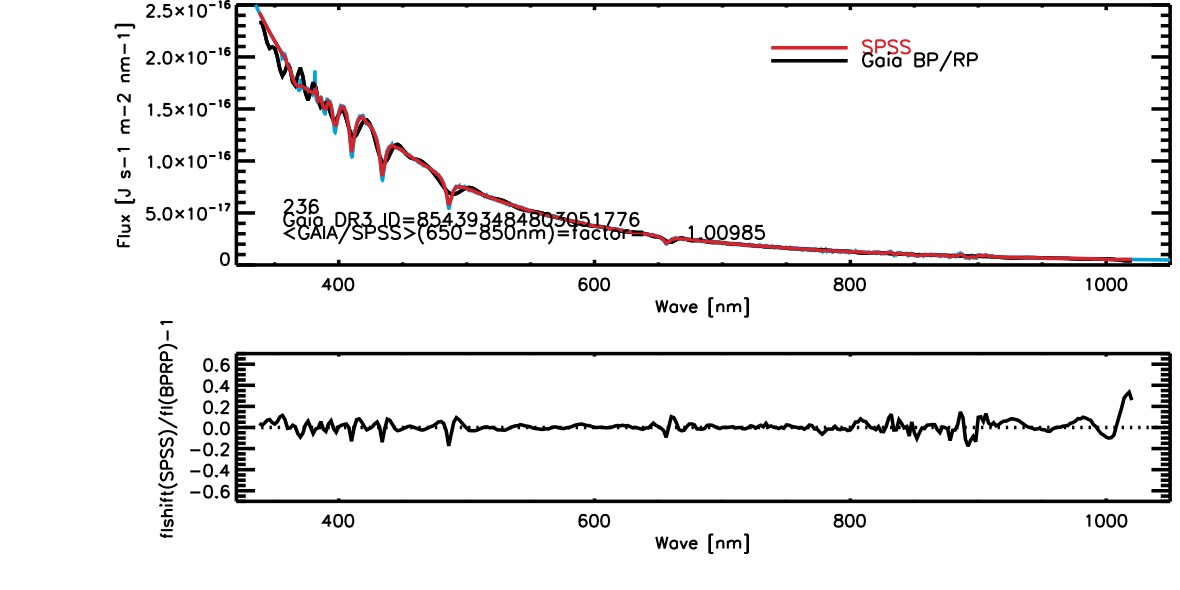 2.5×10−16
2.0×10−16
1.5×10−16
1.0×10−16
5.0×10−17
0
Flux [J s−1 m−2 nm−1]
SPSS
Gaia BP/RP
236
Gaia DR3 ID=854393484803051776
<GAIA/SPSS>(650−850nm)=factor= 1.00985
400 600 800 1000
Wave [nm]
0.6
0.4
0.2
0.0
−0.2
−0.4
−0.6
flshift(SPSS)/fl(BPRP)−1
400 600 800 1000
Wave [nm]